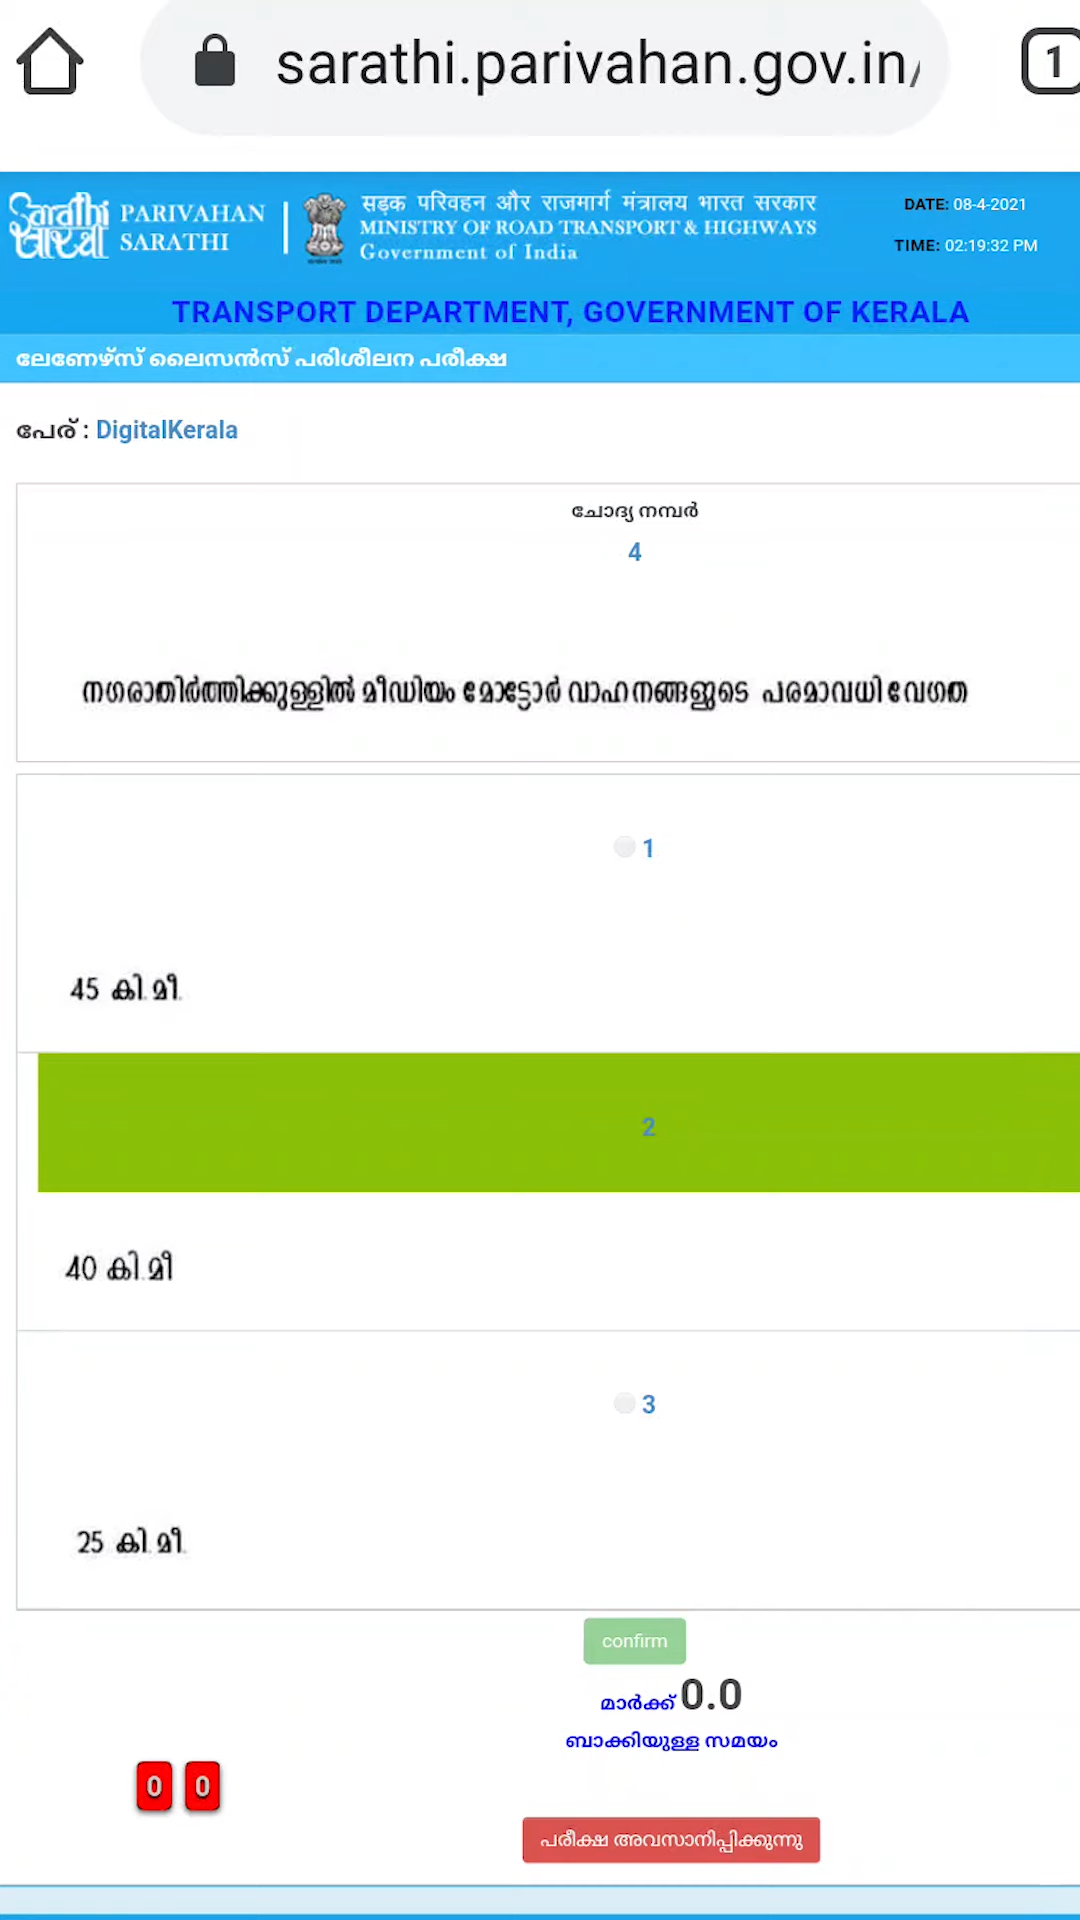 sarathi.parivahan.gov.in/
1
Sarathi
सारथी
PARIVAHAN
SARATHI
सड़क परिवहन और राजमार्ग मंत्रालय भारत सरकार
MINISTRY OF ROAD TRANSPORT & HIGHWAYS
Government of India
DATE: 08-4-2021
TIME: 02:19:32 PM
TRANSPORT DEPARTMENT, GOVERNMENT OF KERALA
ലേണേഴ്സ് ലൈസൻസ് പരിശീലന പരീക്ഷ
പേര് : DigitalKerala
ചോദ്യ നമ്പർ
4
നഗരാതിർത്തിക്കുള്ളിൽ മീഡിയം മോട്ടോർ വാഹനങ്ങളുടെ പരമാവധി വേഗത
1
45 കി.മീ.
2
40 കി.മീ
3
25 കി.മീ.
confirm
മാർക്ക് 0.0
ബാക്കിയുള്ള സമയം
0 0
പരീക്ഷ അവസാനിപ്പിക്കുന്നു